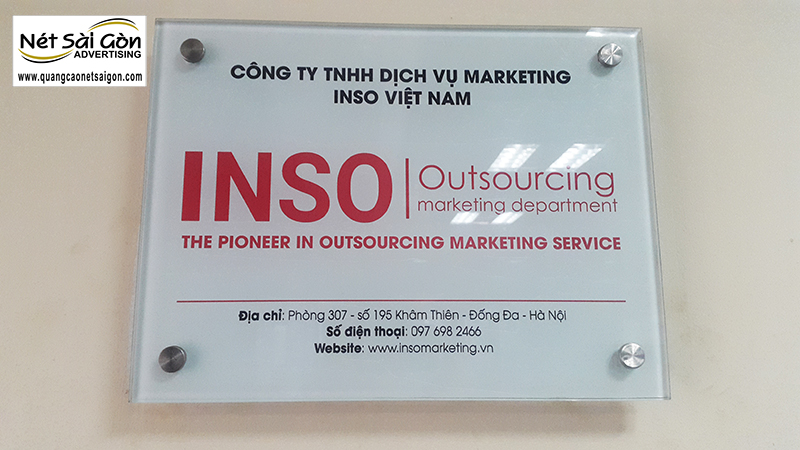 Nét Sài Gòn
ADVERTISING
www.quangcaonetsaigon.com
CÔNG TY TNHH DỊCH VỤ MARKETING
INSO VIỆT NAM
INSO
Outsourcing
marketing department
THE PIONEER IN OUTSOURCING MARKETING SERVICE
Địa chỉ: Phòng 307 - số 195 Khâm Thiên - Đống Đa - Hà Nội
Số điện thoại: 097 698 2466
Website: www.insomarketing.vn